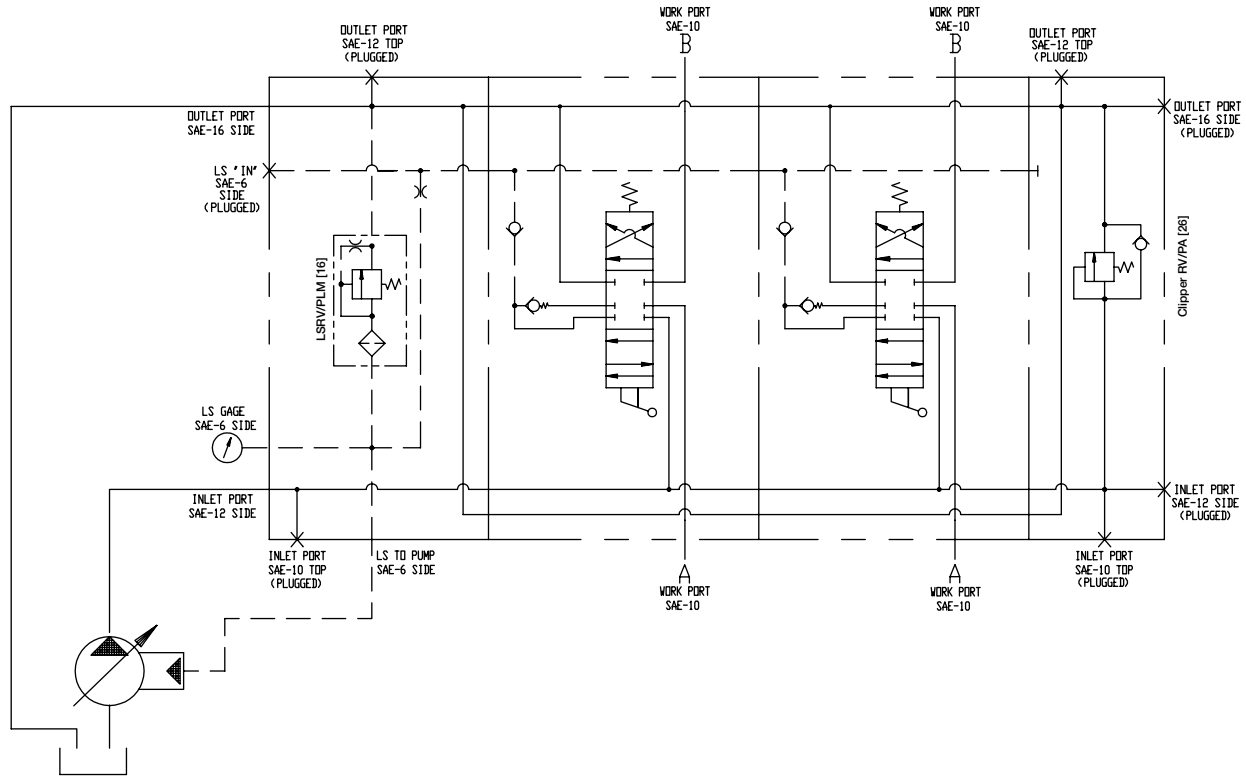 OUTLET PORT
SAE-12 TOP
(PLUGGED)
WORK PORT
SAE-10
B
WORK PORT
SAE-10
B
OUTLET PORT
SAE-12 TOP
(PLUGGED)
OUTLET PORT
SAE-16 SIDE
OUTLET PORT
SAE-16 SIDE
(PLUGGED)
LS "IN"
SAE-6
SIDE
(PLUGGED)
LSRV/PLM [16]
Clipper RV/PA [26]
LS GAGE
SAE-6 SIDE
INLET PORT
SAE-12 SIDE
INLET PORT
SAE-12 SIDE
(PLUGGED)
INLET PORT
SAE-10 TOP
(PLUGGED)
LS TO PUMP
SAE-6 SIDE
A
WORK PORT
SAE-10
A
WORK PORT
SAE-10
INLET PORT
SAE-10 TOP
(PLUGGED)